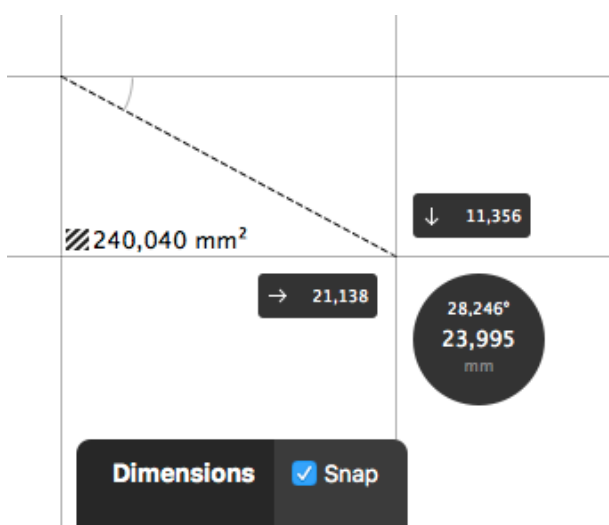 ↓ 11,356
240,040 mm²
→ 21,138
28,246°
23,995
mm
Dimensions
Snap